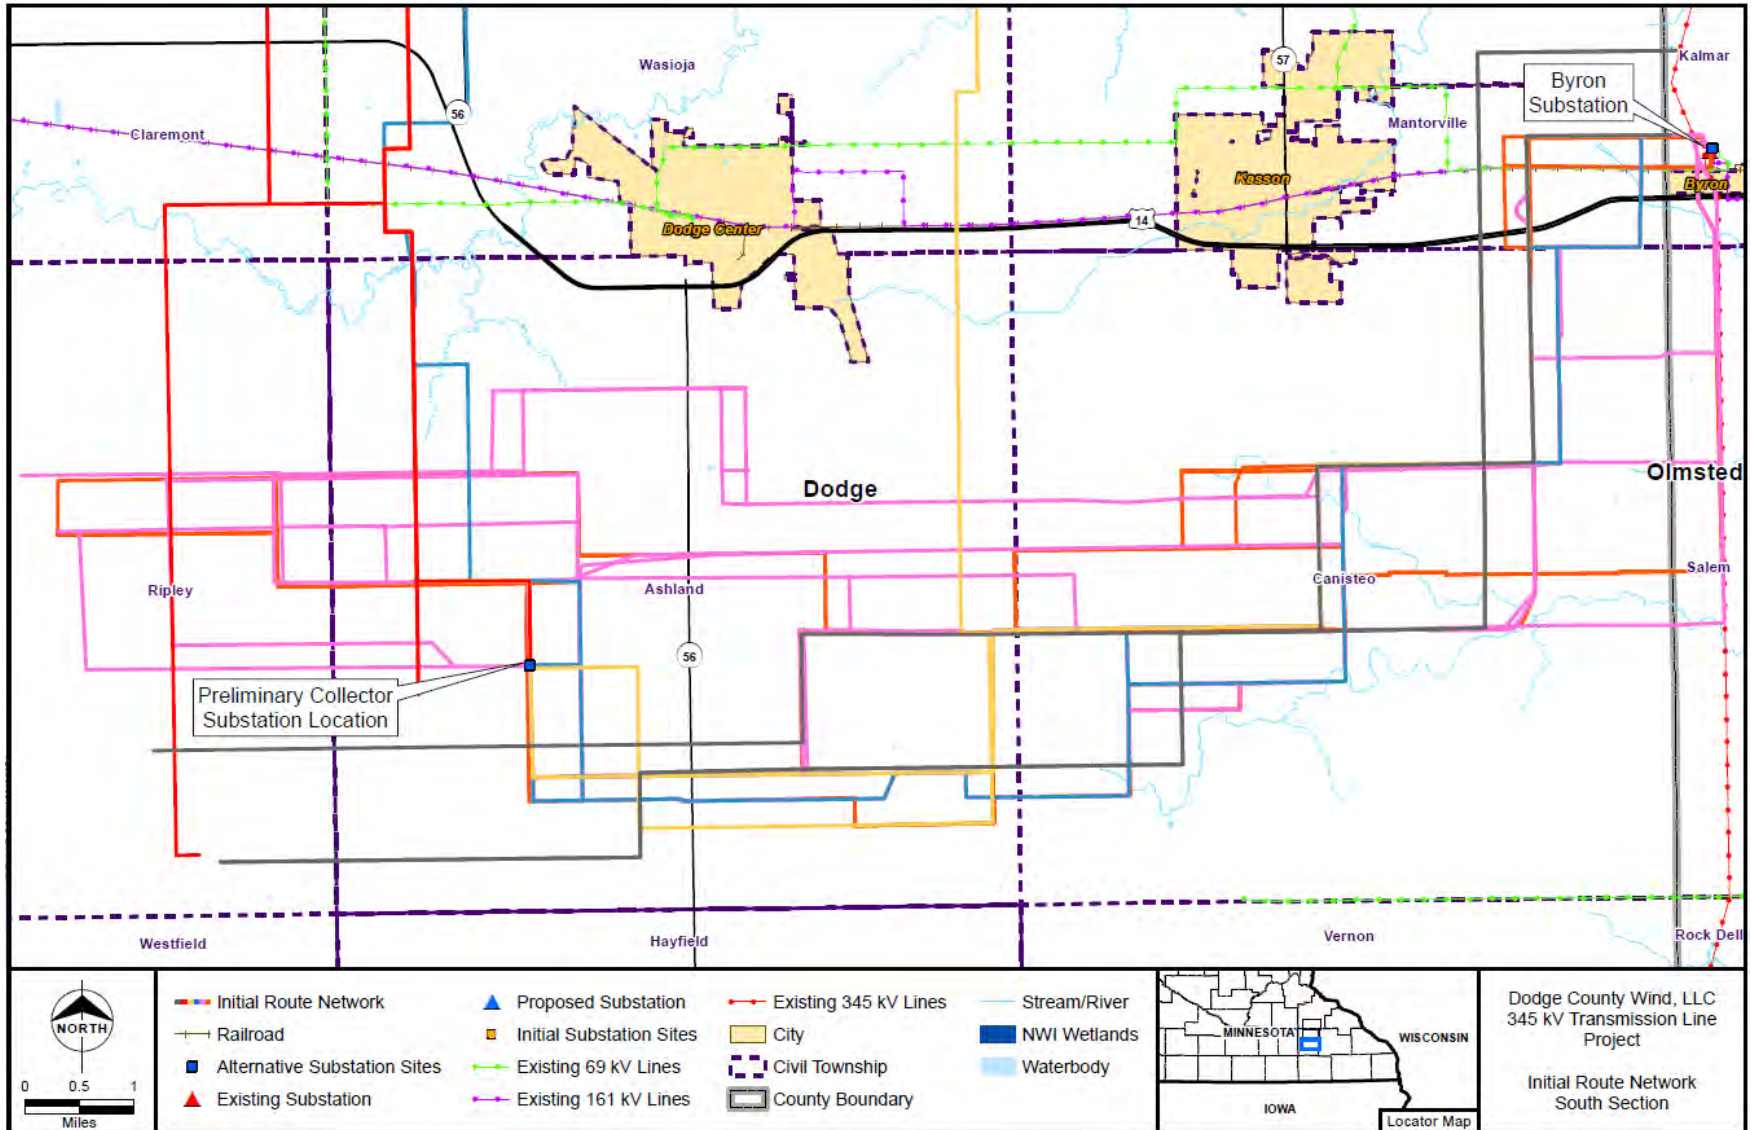 Wasioja
57
Kalmar
Byron
Substation
56
Claremont
Mantorville
Kasson
Byron
14
Dodge Center
Dodge
Olmsted
Ripley
Ashland
Canisteo
Salem
56
Preliminary Collector
Substation Location
Westfield
Hayfield
Vernon
Rock Dell
NORTH
0 0.5 1
Miles
Initial Route Network
Railroad
Alternative Substation Sites
Existing Substation
Proposed Substation
Initial Substation Sites
Existing 69 kV Lines
Existing 161 kV Lines
Existing 345 kV Lines
City
Civil Township
County Boundary
Stream/River
NWI Wetlands
Waterbody
MINNESOTA
WISCONSIN
IOWA
Locator Map
Dodge County Wind, LLC
345 kV Transmission Line
Project
Initial Route Network
South Section